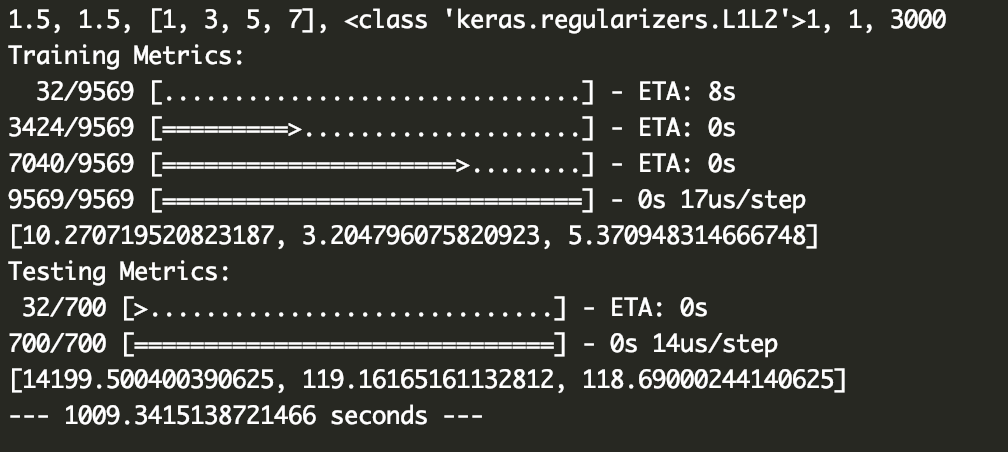 1.5, 1.5, [1, 3, 5, 7], <class 'keras.regularizers.L1L2'>1, 1, 3000
Training Metrics:
  32/9569 [..............................] - ETA: 8s
3424/9569 [=========>....................] - ETA: 0s
7040/9569 [=====================>........] - ETA: 0s
9569/9569 [==============================] - 0s 17us/step
[10.270719520823187, 3.204796075820923, 5.370948314666748]
Testing Metrics:
 32/700 [>.............................] - ETA: 0s
700/700 [==============================] - 0s 14us/step
[14199.500400390625, 119.16165161132812, 118.69000244140625]
--- 1009.3415138721466 seconds ---